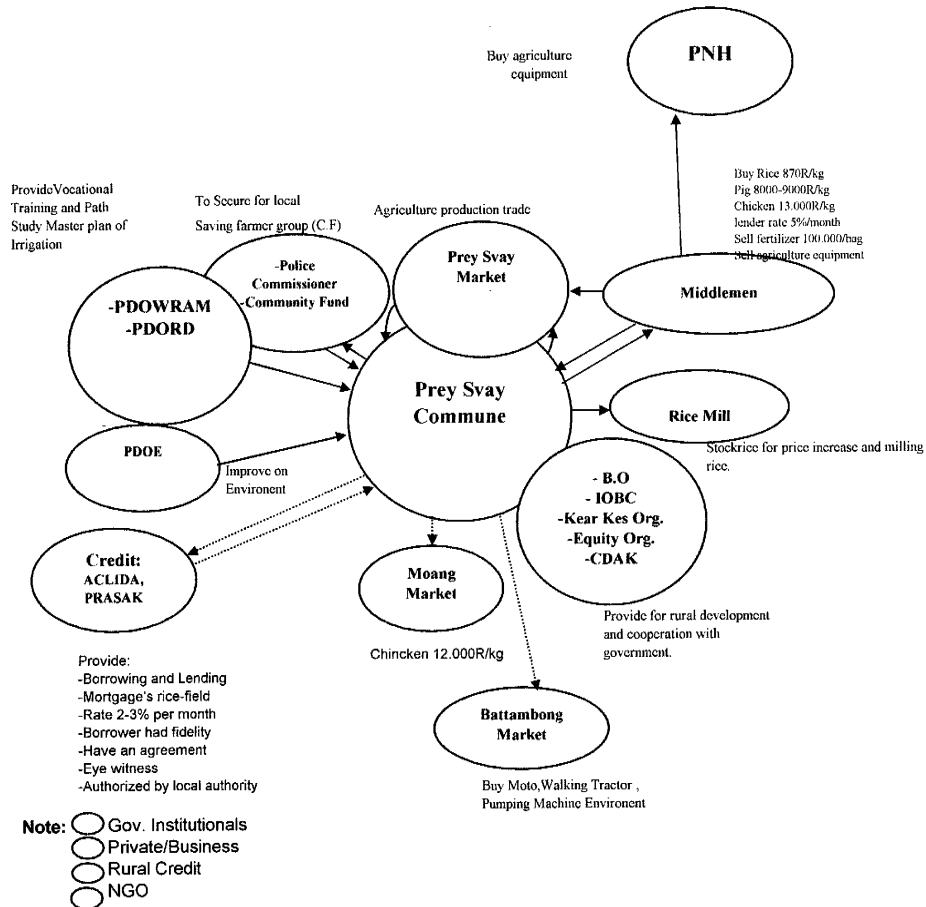 PNH
Buy agriculture
equipment
Buy Rice 870R/kg
Pig 8000-9000R/kg
Chicken 13.000R/kg
lender rate 5%/month
Sell fertilizer 100.000/bag
Sell agriculture equipment
ProvideVocational
Training and Path
Study Master plan of
Irrigation
To Secure for local
Saving farmer group (C.F)
Agriculture production trade
-Police
Commissioner
-Community Fund
Prey Svay
Market
Middlemen
-PDOWRAM
-PDORD
Prey Svay
Commune
Rice Mill
Stockrice for price increase and milling
rice.
PDOE
Improve on
Environent
- B.O
- IOBC
-Kear Kes Org.
-Equity Org.
-CDAK
Provide for rural development
and cooperation with
government.
Credit:
ACLIDA,
PRASAK
Moang
Market
Chincken 12.000R/kg
Provide:
-Borrowing and Lending
-Mortgage's rice-field
-Rate 2-3% per month
-Borrower had fidelity
-Have an agreement
-Eye witness
-Authorized by local authority
Battambong
Market
Buy Moto,Walking Tractor ,
Pumping Machine Environent
Note: Gov. Institutionals
Private/Business
Rural Credit
NGO